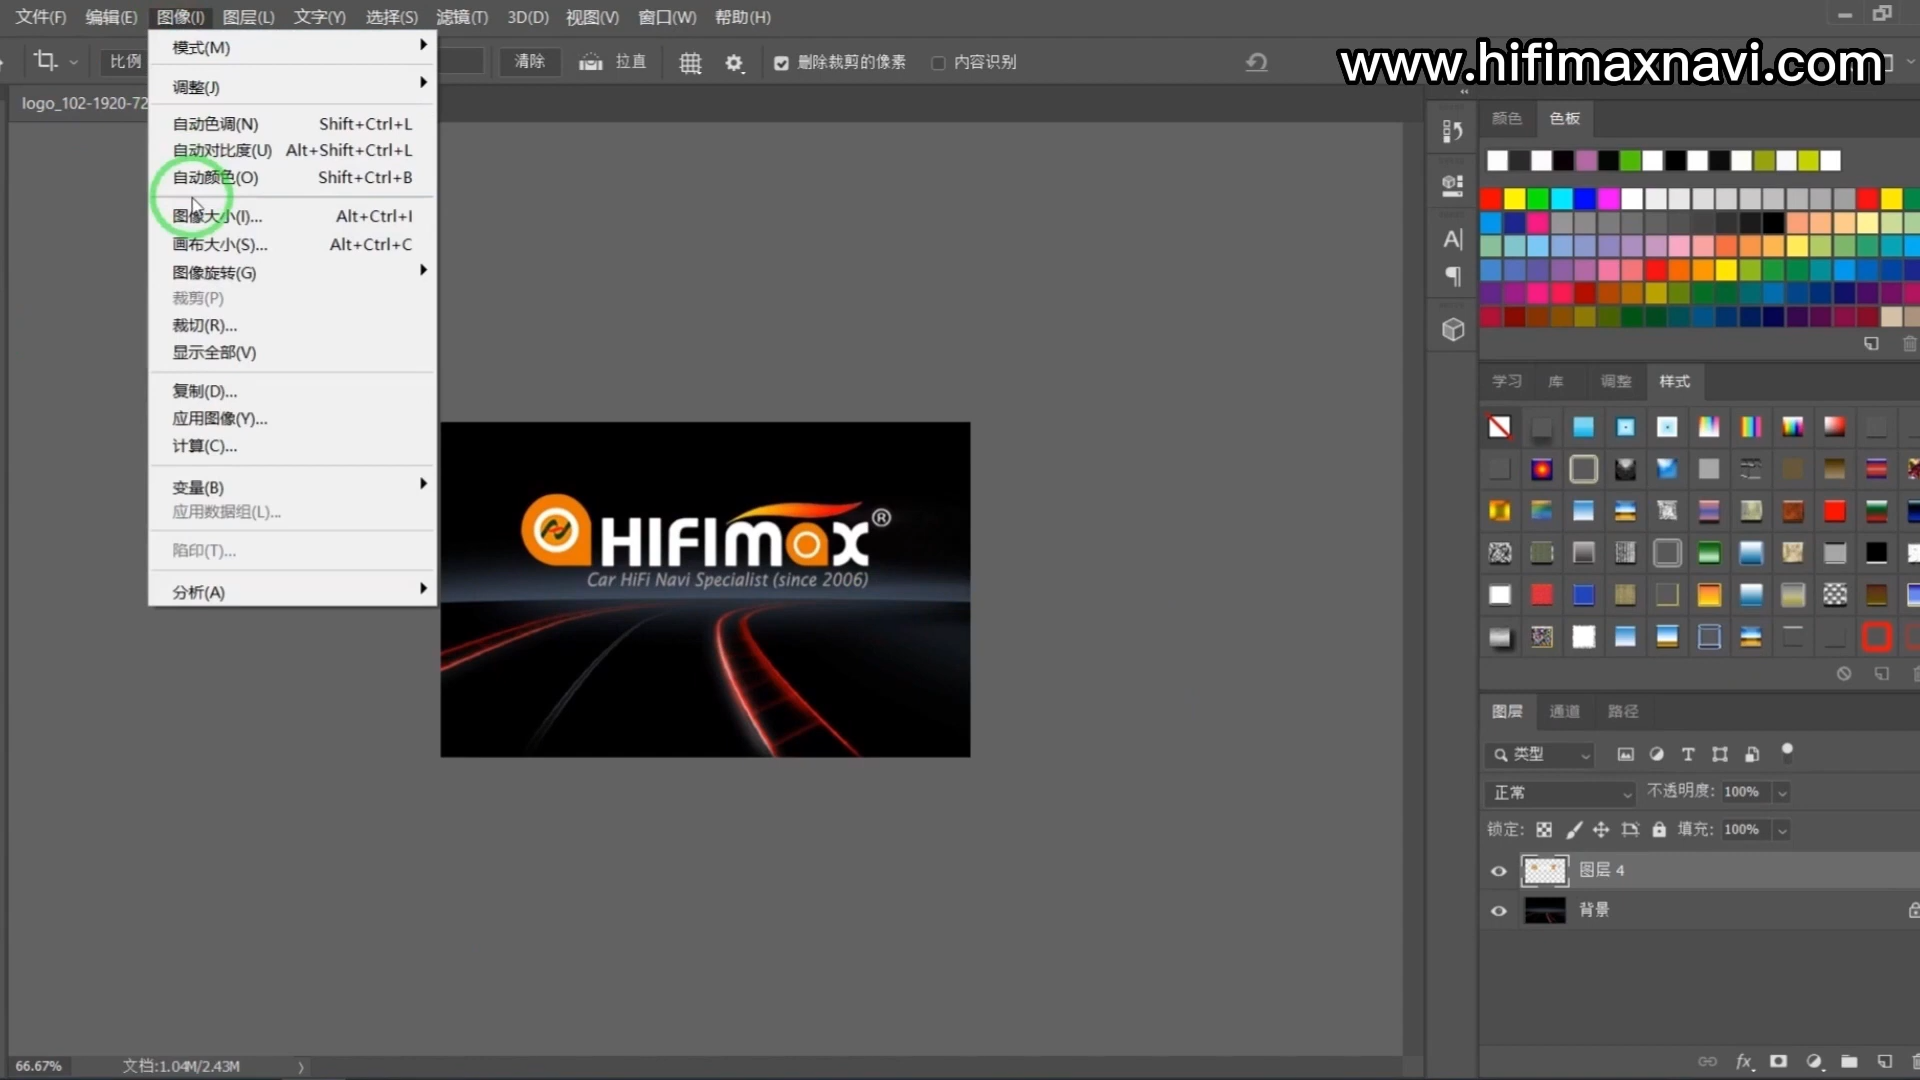 文件(F) 编辑(E) 图像(I) 图层(L) 文字(Y) 选择(S) 滤镜(T) 3D(D) 视图(V) 窗口(W) 帮助(H)
www.hifimaxnavi.com
比例 清除 拉直 删除裁剪的像素 内容识别
logo_102-1920-72
模式(M)
调整(J)
自动色调(N) Shift+Ctrl+L
自动对比度(U) Alt+Shift+Ctrl+L
自动颜色(O) Shift+Ctrl+B
图像大小(I)... Alt+Ctrl+I
画布大小(S)... Alt+Ctrl+C
图像旋转(G)
裁剪(P)
裁切(R)...
显示全部(V)
复制(D)...
应用图像(Y)...
计算(C)...
变量(B)
应用数据组(L)...
陷印(T)...
分析(A)
HIFIMAX®
Car HiFi Navi Specialist (since 2006)
颜色 色板
学习 库 调整 样式
图层 通道 路径
类型
正常 不透明度: 100%
锁定: 填充: 100%
图层 4
背景
fx
66.67% 文档:1.04M/2.43M